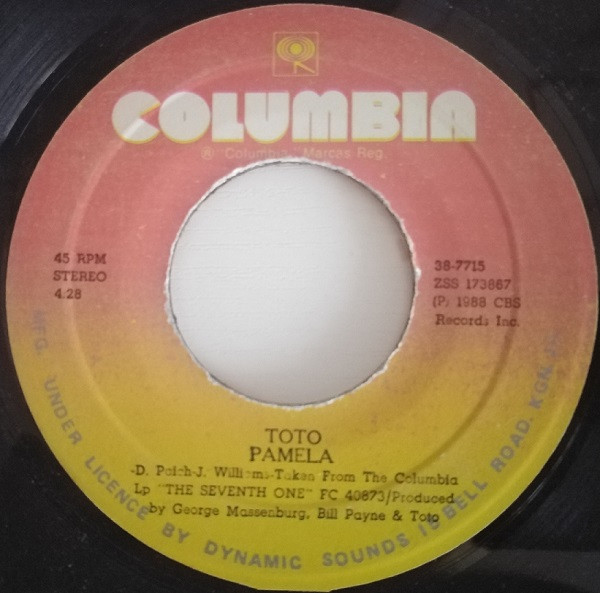 COLUMBIA
® "Columbia" Marcas Reg.
45 RPM
STEREO
4:28
38-7715
ZSS 173867
(P) 1988 CBS
Records Inc.
TOTO
PAMELA
-D. Paich-J. Williams-Taken From The Columbia
Lp "THE SEVENTH ONE" FC 40873/Produced
by George Massenburg, Bill Payne & Toto
MFG. UNDER LICENCE BY DYNAMIC SOUNDS 15 BELL ROAD. KGN.